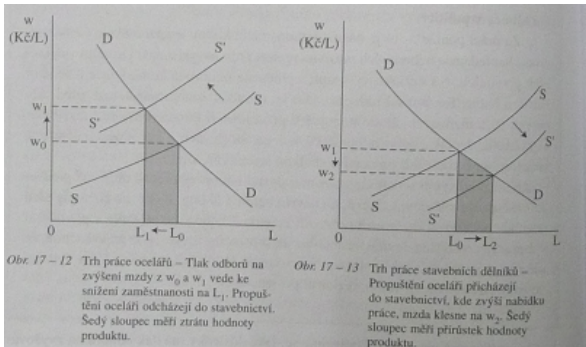 w
(Kč/L)
D
S'
S
w₁
S'
w₀
S
D
0
L₁
L₀
L
Obr. 17 – 12 Trh práce ocelářů – Tlak odborů na
zvýšení mzdy z w₀ a w₁ vede ke
snížení zaměstnanosti na L₁. Propuš-
tění oceláři odcházejí do stavebnictví.
Šedý sloupec měří ztrátu hodnoty
produktu.
w
(Kč/L)
D
S
S'
w₁
w₂
S
S'
D
0
L₀
L₂
L
Obr. 17 – 13 Trh práce stavebních dělníků –
Propuštění oceláři přicházejí
do stavebnictví, kde zvýší nabídku
práce, mzda klesne na w₂. Šedý
sloupec měří přírůstek hodnoty
produktu.